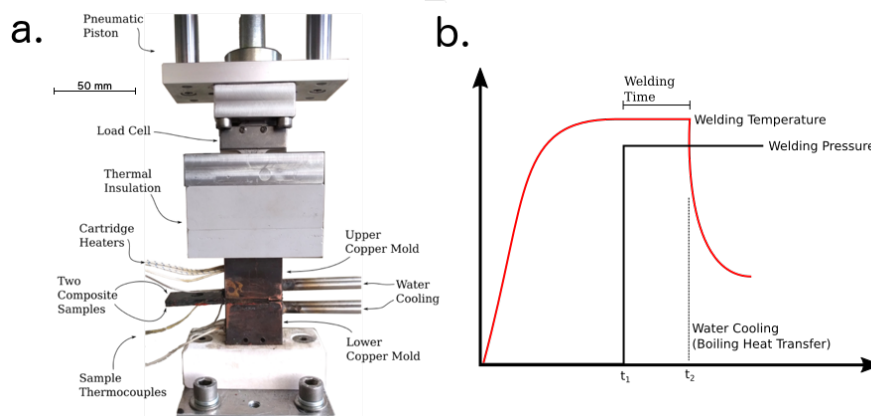 a.
Pneumatic
Piston
50 mm
Load Cell
Thermal
Insulation
Cartridge
Heaters
Upper
Copper Mold
Two
Composite
Samples
Water
Cooling
Sample
Thermocouples
Lower
Copper Mold
b.
Welding
Time
Welding Temperature
Welding Pressure
Water Cooling
(Boiling Heat Transfer)
t₁
t₂